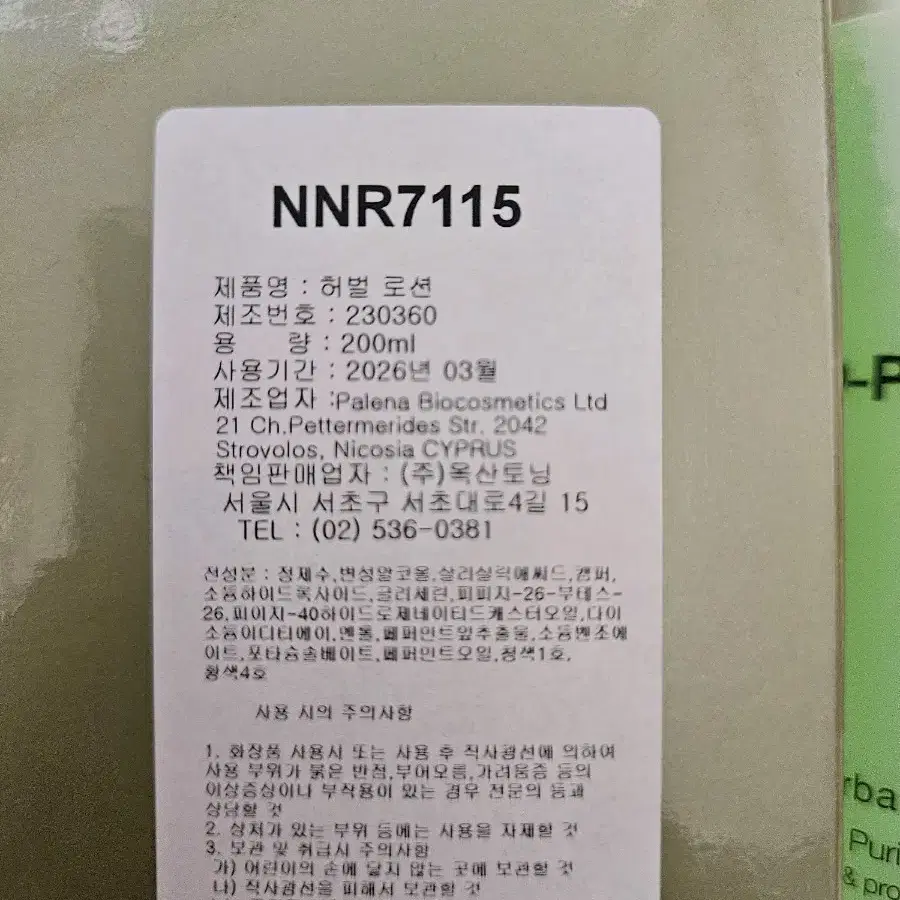 NNR7115
제품명 : 허벌 로션
제조번호 : 230360
용 량 : 200ml
사용기간 : 2026년 03월
제조업자 :Palena Biocosmetics Ltd
21 Ch.Pettermerides Str. 2042
Strovolos, Nicosia CYPRUS
책임판매업자 : (주)옥산토닝
서울시 서초구 서초대로4길 15
TEL : (02) 536-0381
전성분 : 정제수,변성알코올,살리실릭애씨드,캠퍼,
소듐하이드록사이드,글리세린,피피지-26-부테스-
26,피이지-40하이드로제네이티드캐스터오일,다이
소듐이디티에이,멘톨,페퍼민트잎추출물,소듐벤조에
이트,포타슘솔베이트,페퍼민트오일,청색1호,
황색4호
사용 시의 주의사항
1. 화장품 사용시 또는 사용 후 직사광선에 의하여
사용 부위가 붉은 반점,부어오름,가려움증 등의
이상증상이나 부작용이 있는 경우 전문의 등과
상담할 것
2. 상처가 있는 부위 등에는 사용을 자제할 것
3. 보관 및 취급시 주의사항
가) 어린이의 손에 닿지 않는 곳에 보관할 것
나) 직사광선을 피해서 보관할 것
-P
rba
Puri
& pro